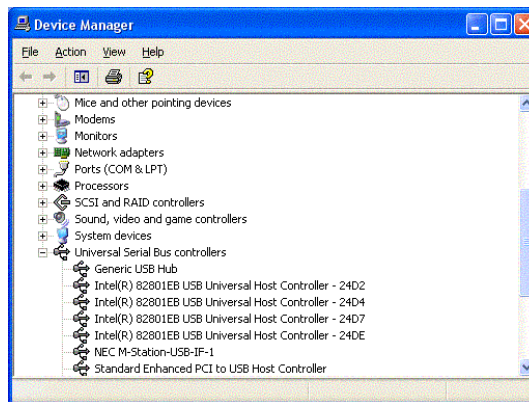 Device Manager
File Action View Help
Mice and other pointing devices
Modems
Monitors
Network adapters
Ports (COM & LPT)
Processors
SCSI and RAID controllers
Sound, video and game controllers
System devices
Universal Serial Bus controllers
Generic USB Hub
Intel(R) 82801EB USB Universal Host Controller - 24D2
Intel(R) 82801EB USB Universal Host Controller - 24D4
Intel(R) 82801EB USB Universal Host Controller - 24D7
Intel(R) 82801EB USB Universal Host Controller - 24DE
NEC M-Station-USB-IF-1
Standard Enhanced PCI to USB Host Controller